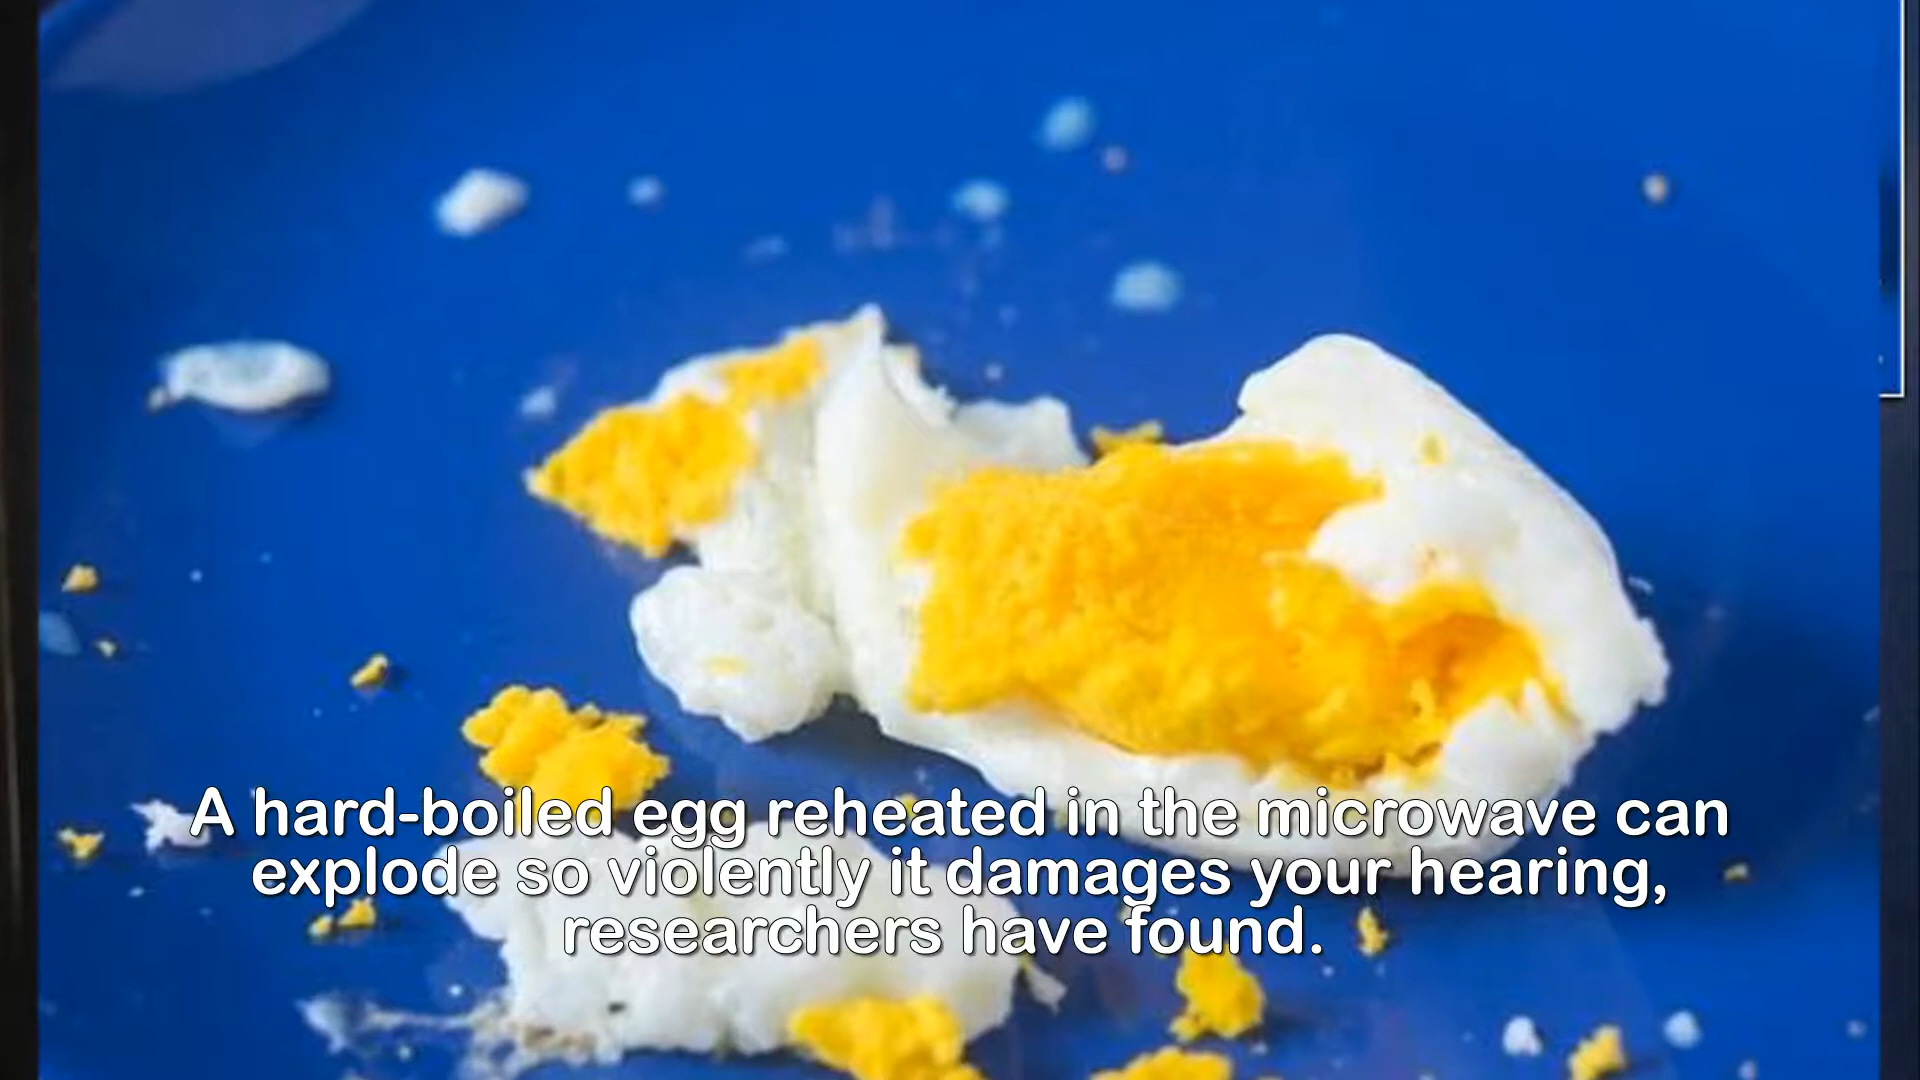 A hard-boiled egg reheated in the microwave can
explode so violently it damages your hearing,
researchers have found.